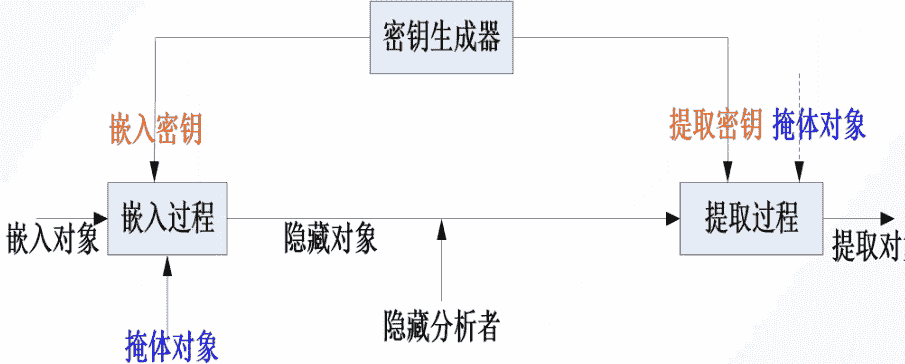 密钥生成器
嵌入密钥
提取密钥
掩体对象
嵌入过程
提取过程
嵌入对象
隐藏对象
提取对
隐藏分析者
掩体对象